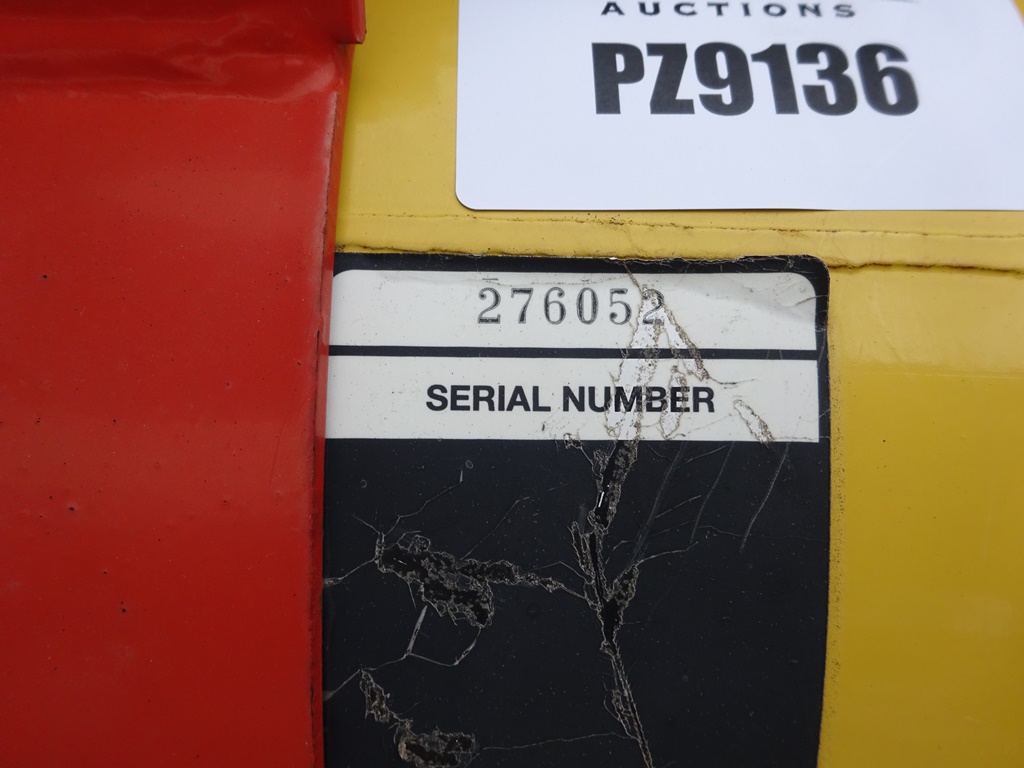 AUCTIONS
PZ9136
276052
SERIAL NUMBER